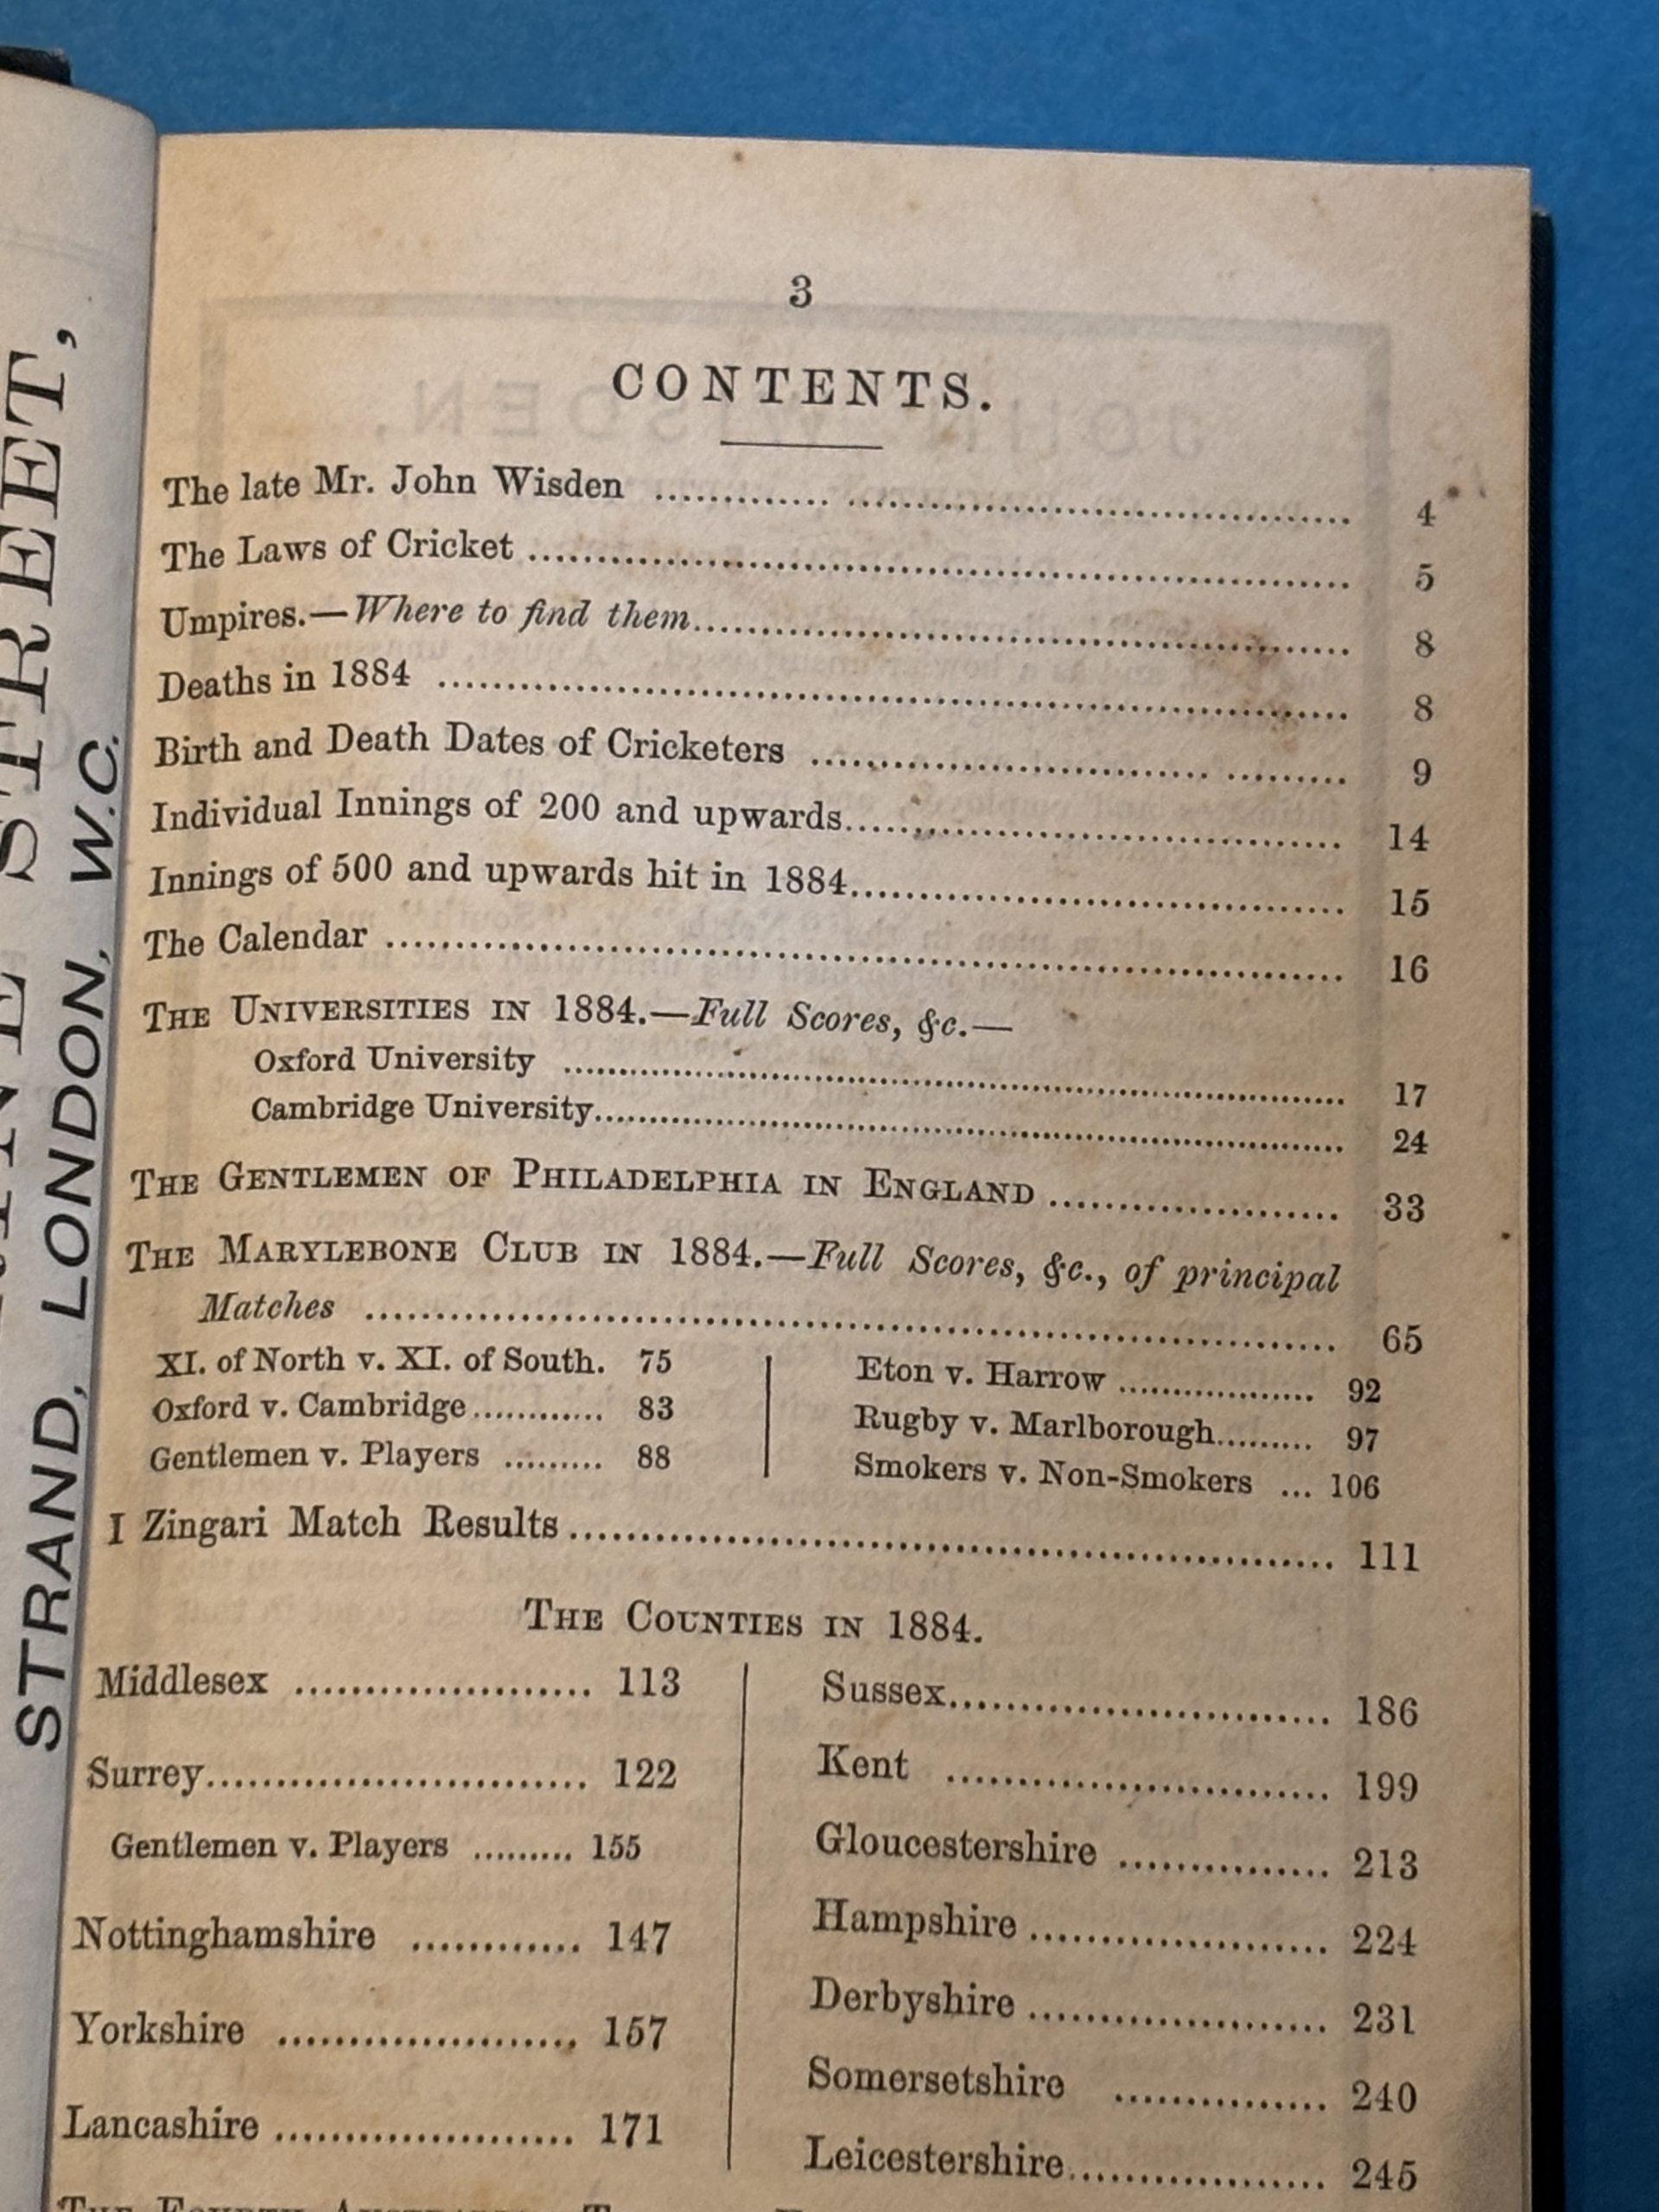 STREET,
STRAND, LONDON, W.C.
3
CONTENTS.
The late Mr. John Wisden ............. ..................................... 4
The Laws of Cricket ............................................................ 5
Umpires.—Where to find them................................................ 8
Deaths in 1884 .................................................................. 8
Birth and Death Dates of Cricketers ............................. ......... 9
Individual Innings of 200 and upwards.................................... 14
Innings of 500 and upwards hit in 1884.................................... 15
The Calendar ..................................................................... 16
THE UNIVERSITIES IN 1884.—Full Scores, &c.—
Oxford University ............................................................... 17
Cambridge University............................................................ 24
THE GENTLEMEN OF PHILADELPHIA IN ENGLAND ..................... 33
THE MARYLEBONE CLUB IN 1884.—Full Scores, &c., of principal
Matches ..................................................................... 65
XI. of North v. XI. of South. 75
Oxford v. Cambridge............ 83
Gentlemen v. Players ......... 88
Eton v. Harrow .................. 92
Rugby v. Marlborough......... 97
Smokers v. Non-Smokers ... 106
I Zingari Match Results...................................................... 111
THE COUNTIES IN 1884.
Middlesex ..................... 113
Surrey........................... 122
Gentlemen v. Players ......... 155
Nottinghamshire ............ 147
Yorkshire ..................... 157
Lancashire ..................... 171
Sussex........................... 186
Kent ........................... 199
Gloucestershire ............... 213
Hampshire ..................... 224
Derbyshire ..................... 231
Somersetshire ............... 240
Leicestershire.................. 245